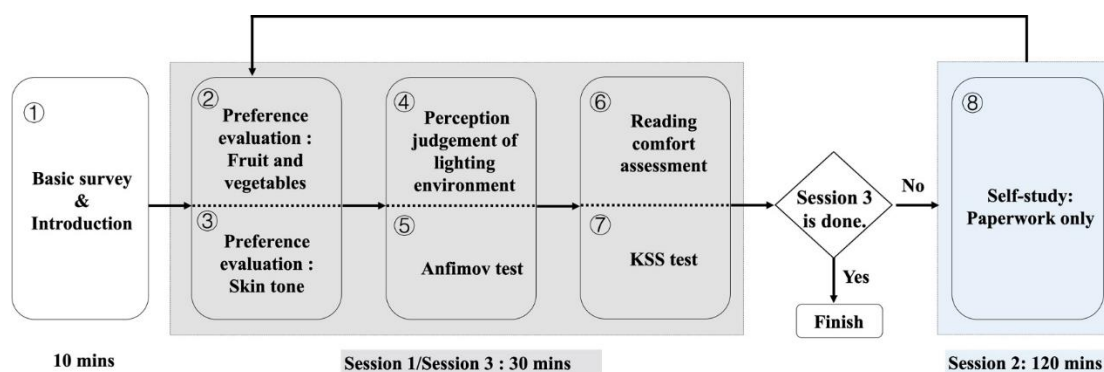 ①
Basic survey
&
Introduction
10 mins
②
Preference
evaluation :
Fruit and
vegetables
③
Preference
evaluation :
Skin tone
④
Perception
judgement of
lighting
environment
⑤
Anfimov test
⑥
Reading
comfort
assessment
⑦
KSS test
Session 1/Session 3 : 30 mins
Session 3
is done.
No
Yes
Finish
⑧
Self-study:
Paperwork only
Session 2: 120 mins